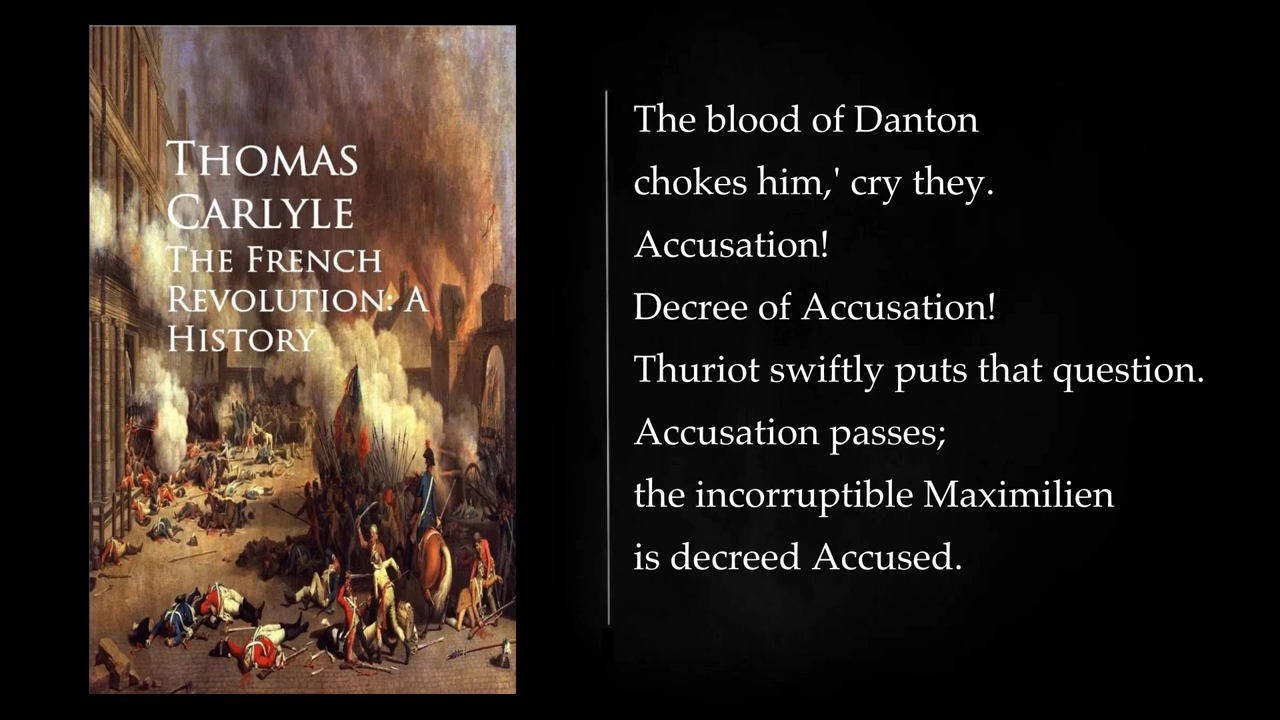 THOMAS
CARLYLE
THE FRENCH
REVOLUTION: A
HISTORY
The blood of Danton
chokes him,' cry they.
Accusation!
Decree of Accusation!
Thuriot swiftly puts that question.
Accusation passes;
the incorruptible Maximilien
is decreed Accused.